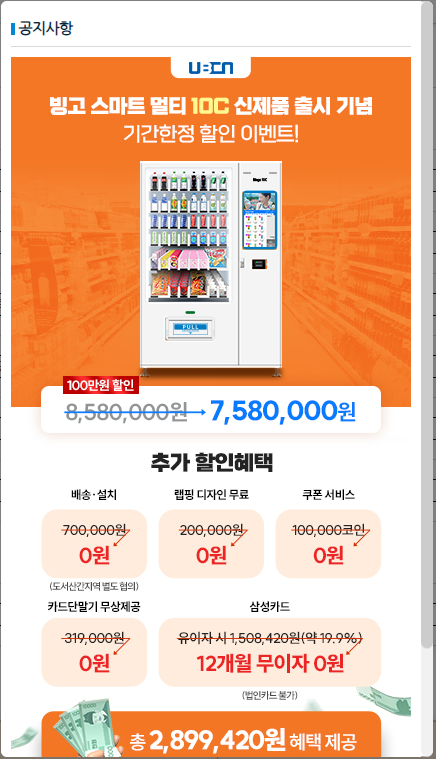 공지사항
U:CN
빙고 스마트 멀티 10C 신제품 출시 기념
기간한정 할인 이벤트!
PULL
100만원 할인
8,580,000원 7,580,000원
추가 할인혜택
배송·설치 랩핑 디자인 무료 쿠폰 서비스
700,000원 200,000원 100,000코인
0원 0원 0원
(도서산간지역 별도 협의)
카드단말기 무상제공 삼성카드
319,000원 유이자 시 1,508,420원(약 19.9%)
0원 12개월 무이자 0원
(법인카드 불가)
총 2,899,420원 혜택 제공